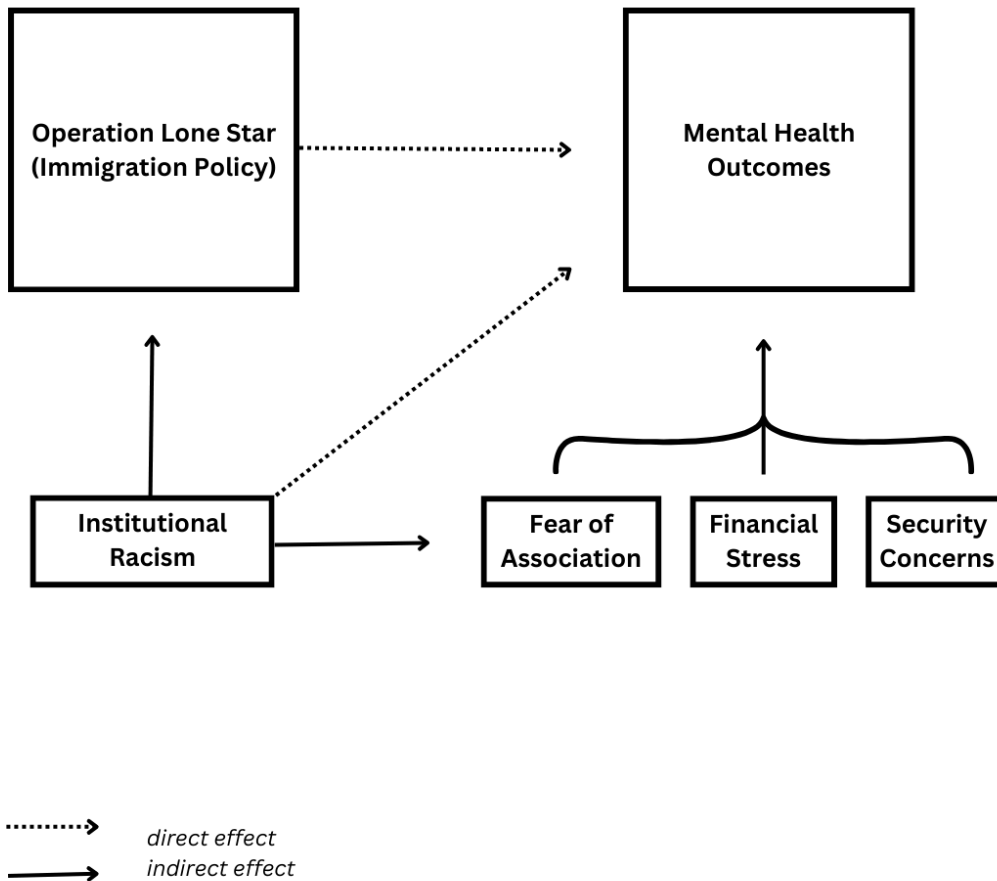 Operation Lone Star
(Immigration Policy)
Mental Health
Outcomes
Institutional
Racism
Fear of
Association
Financial
Stress
Security
Concerns
direct effect
indirect effect